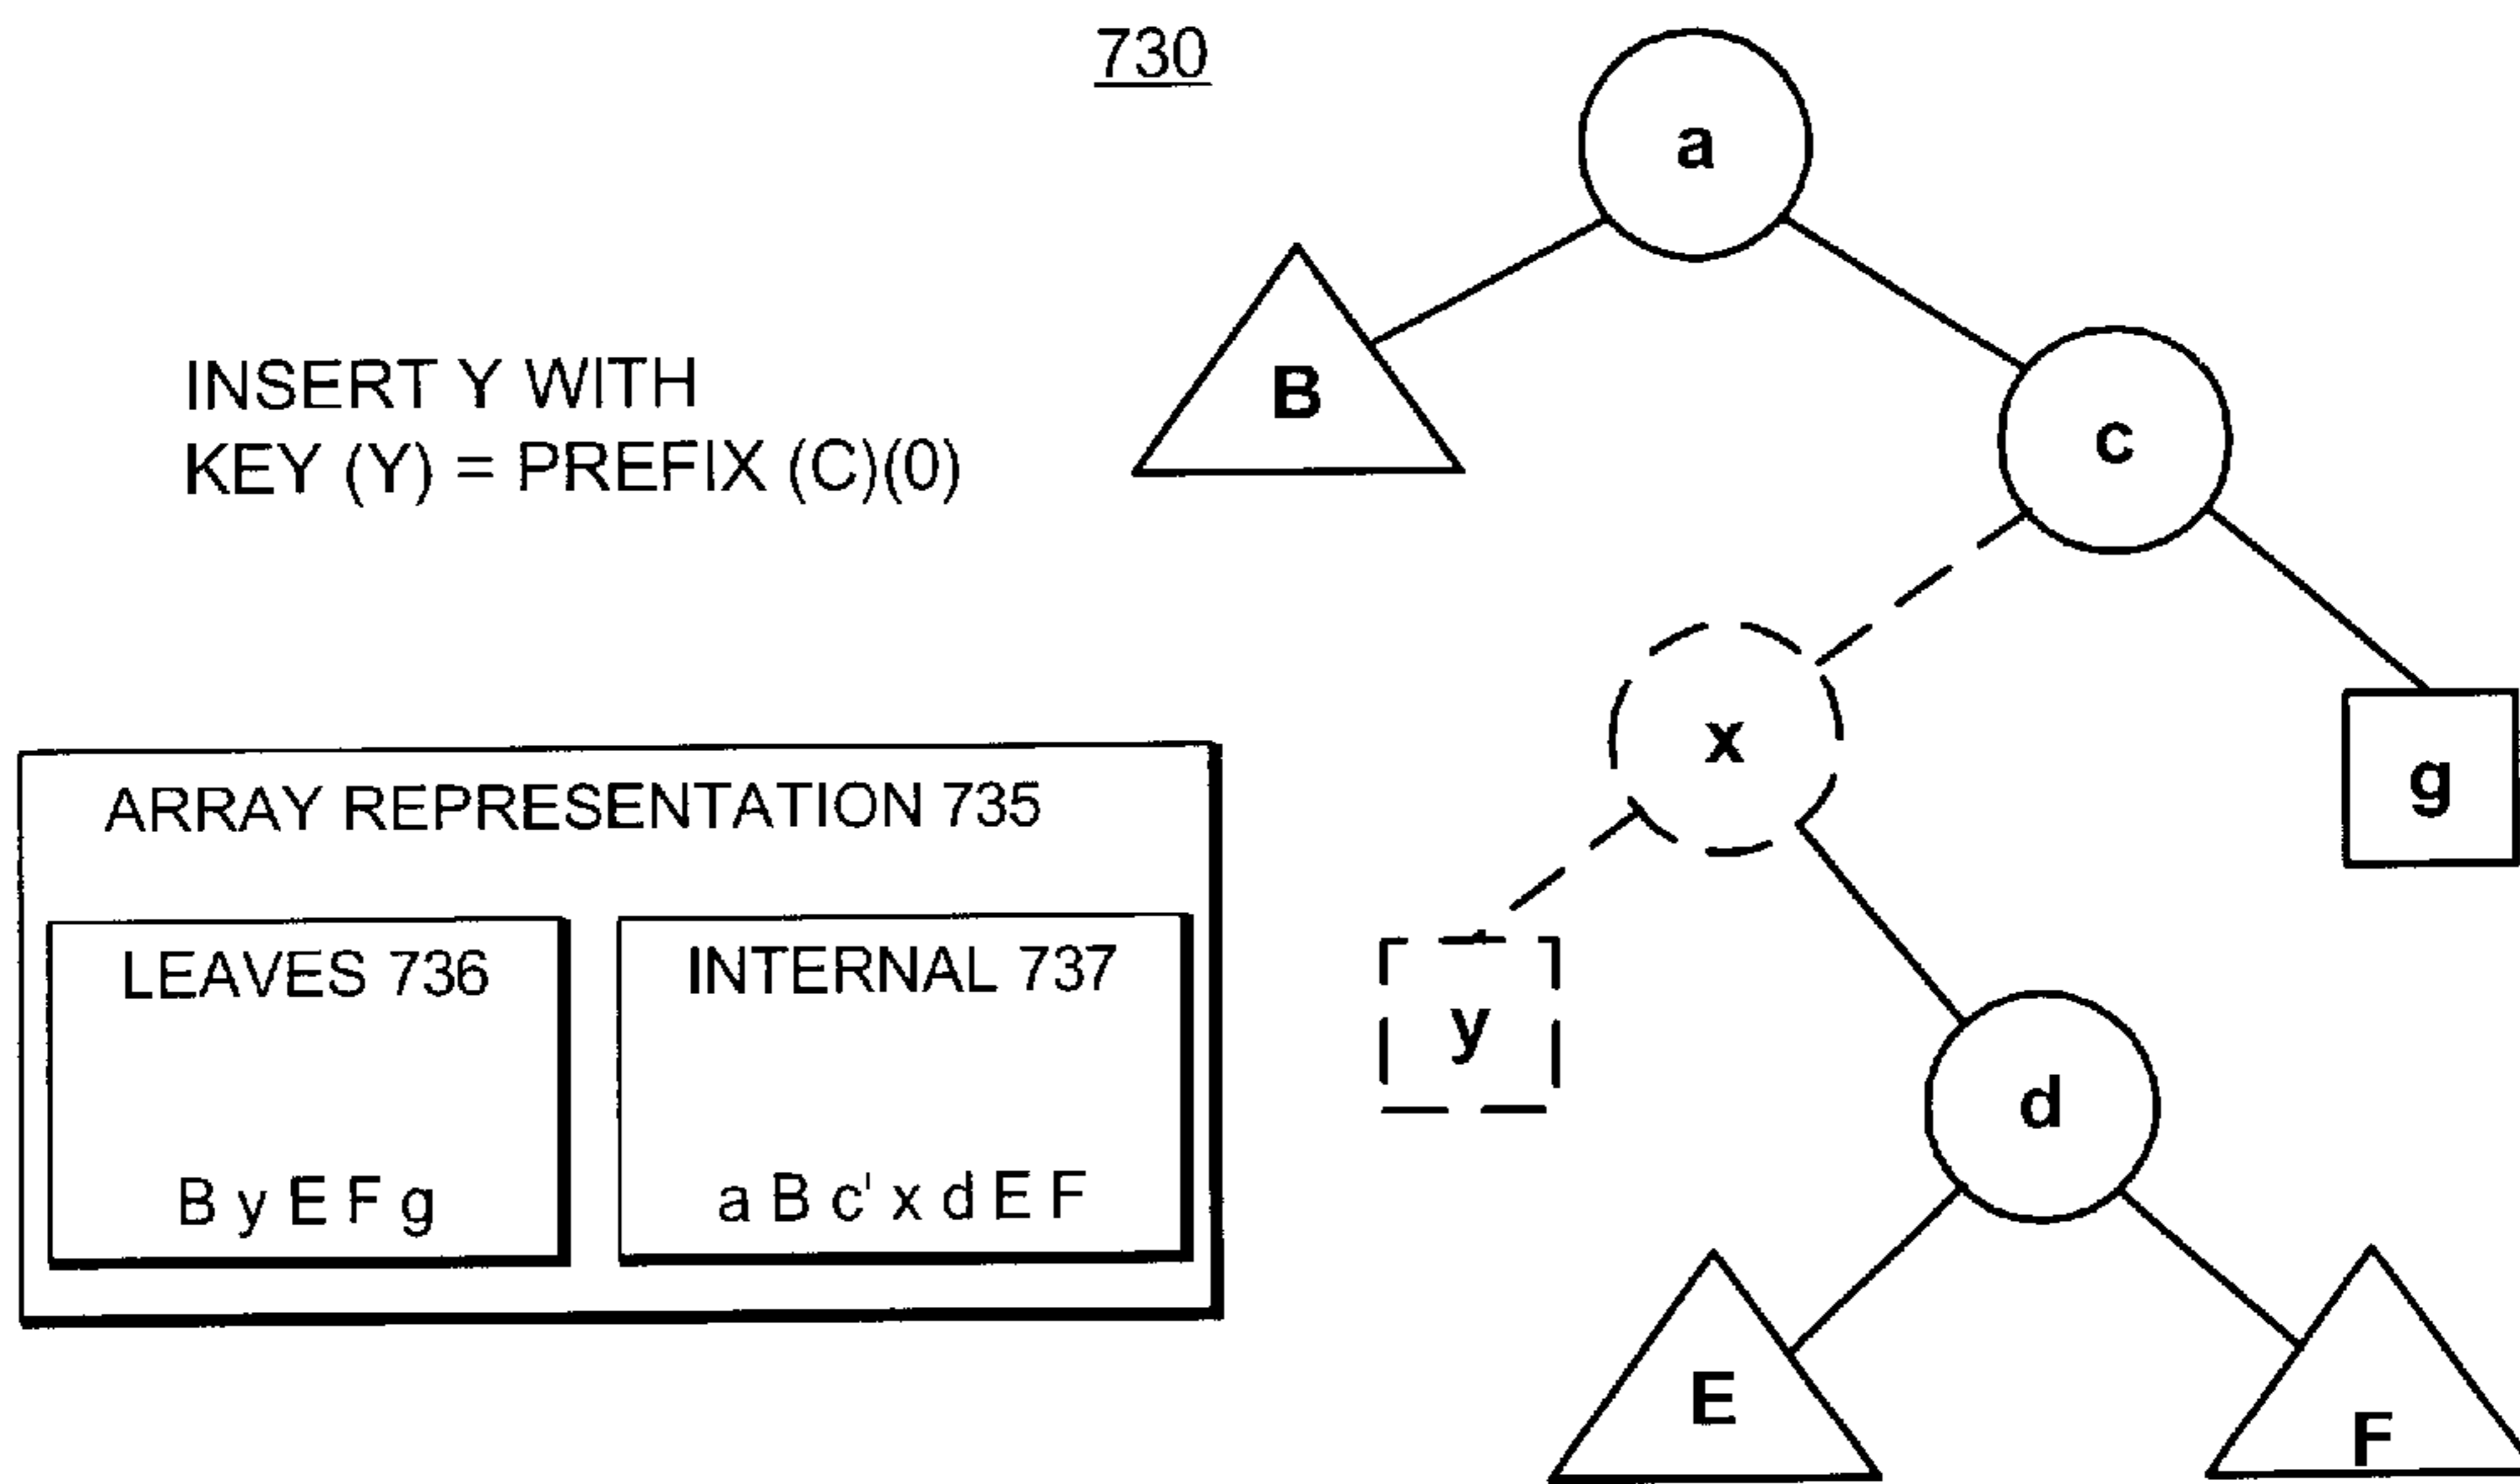 730
a
B
INSERT Y WITH
KEY (Y) = PREFIX (C)(0)
c
x
g
ARRAY REPRESENTATION 735
LEAVES 736
B y E F g
INTERNAL 737
a B c' x d E F
y
d
E
F